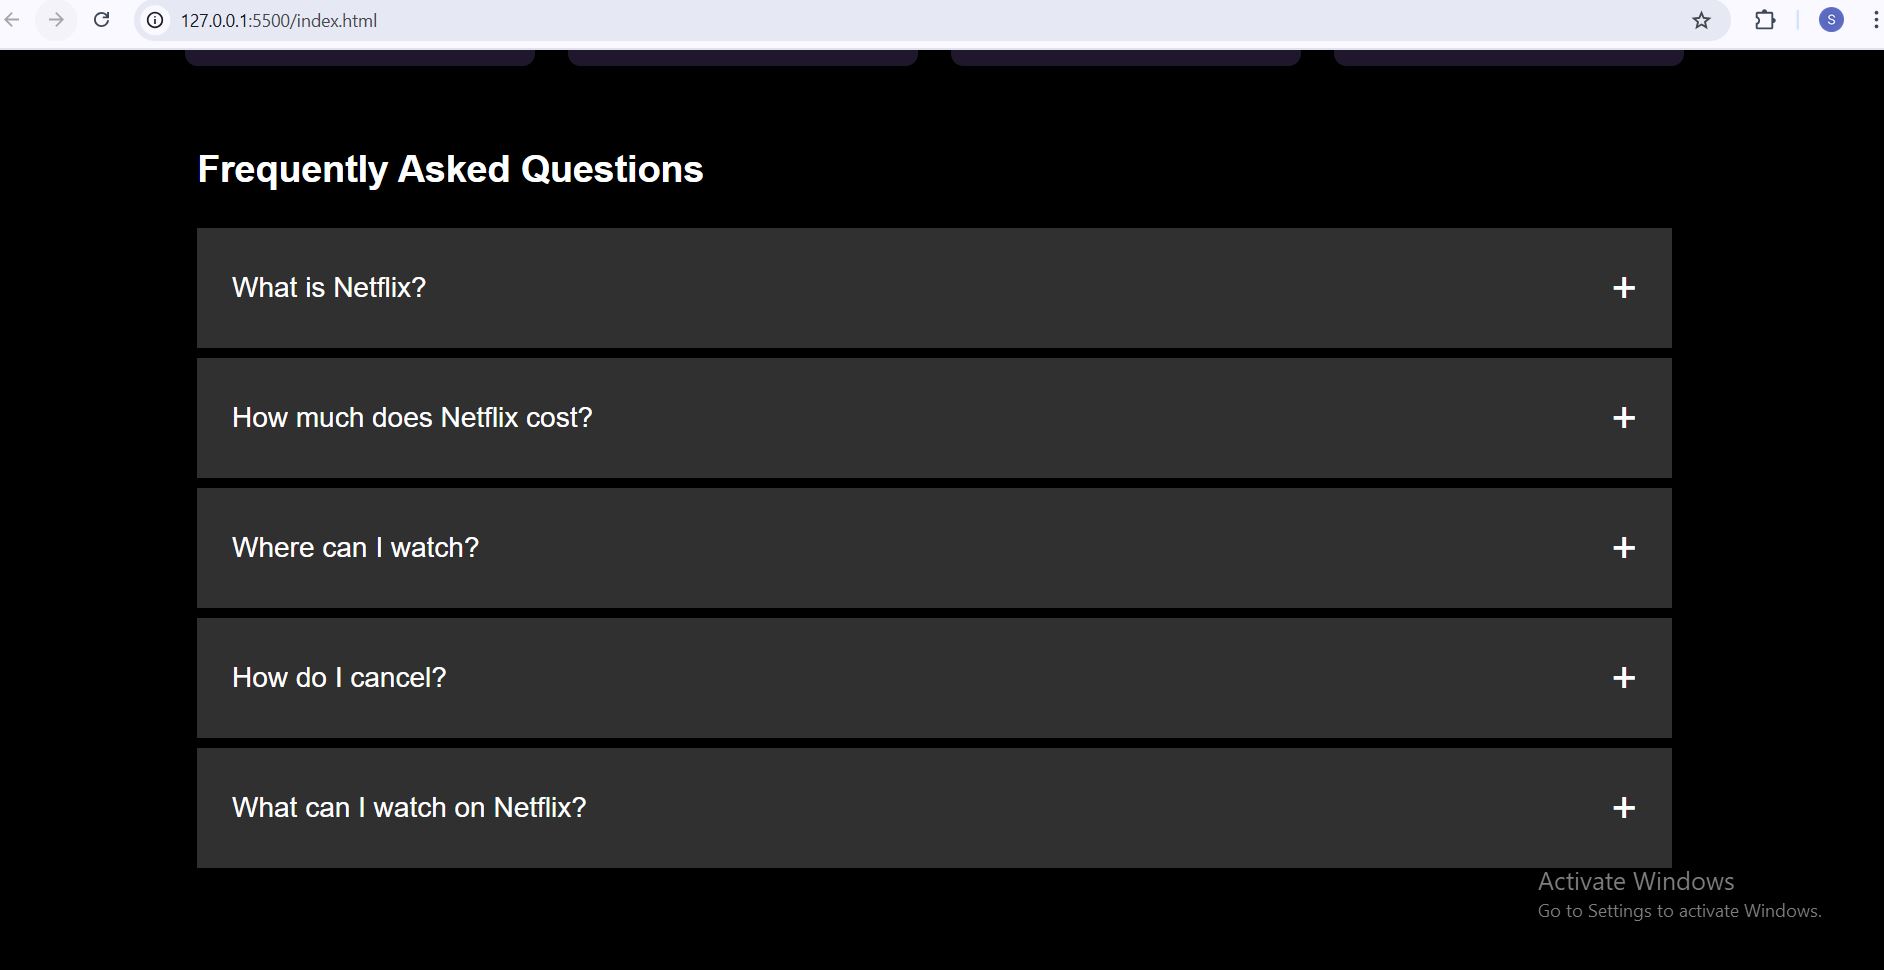 127.0.0.1:5500/index.html
S
Frequently Asked Questions
What is Netflix?
+
How much does Netflix cost?
+
Where can I watch?
+
How do I cancel?
+
What can I watch on Netflix?
+
Activate Windows
Go to Settings to activate Windows.